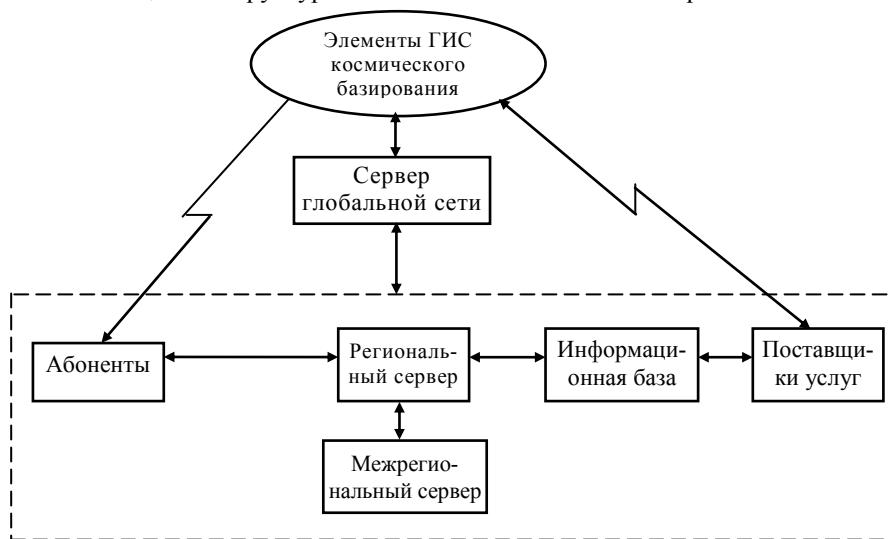 Элементы ГИС
космического
базирования
Сервер
глобальной сети
Абоненты
Региональ-
ный сервер
Информаци-
онная база
Поставщи-
ки услуг
Межрегио-
нальный сервер